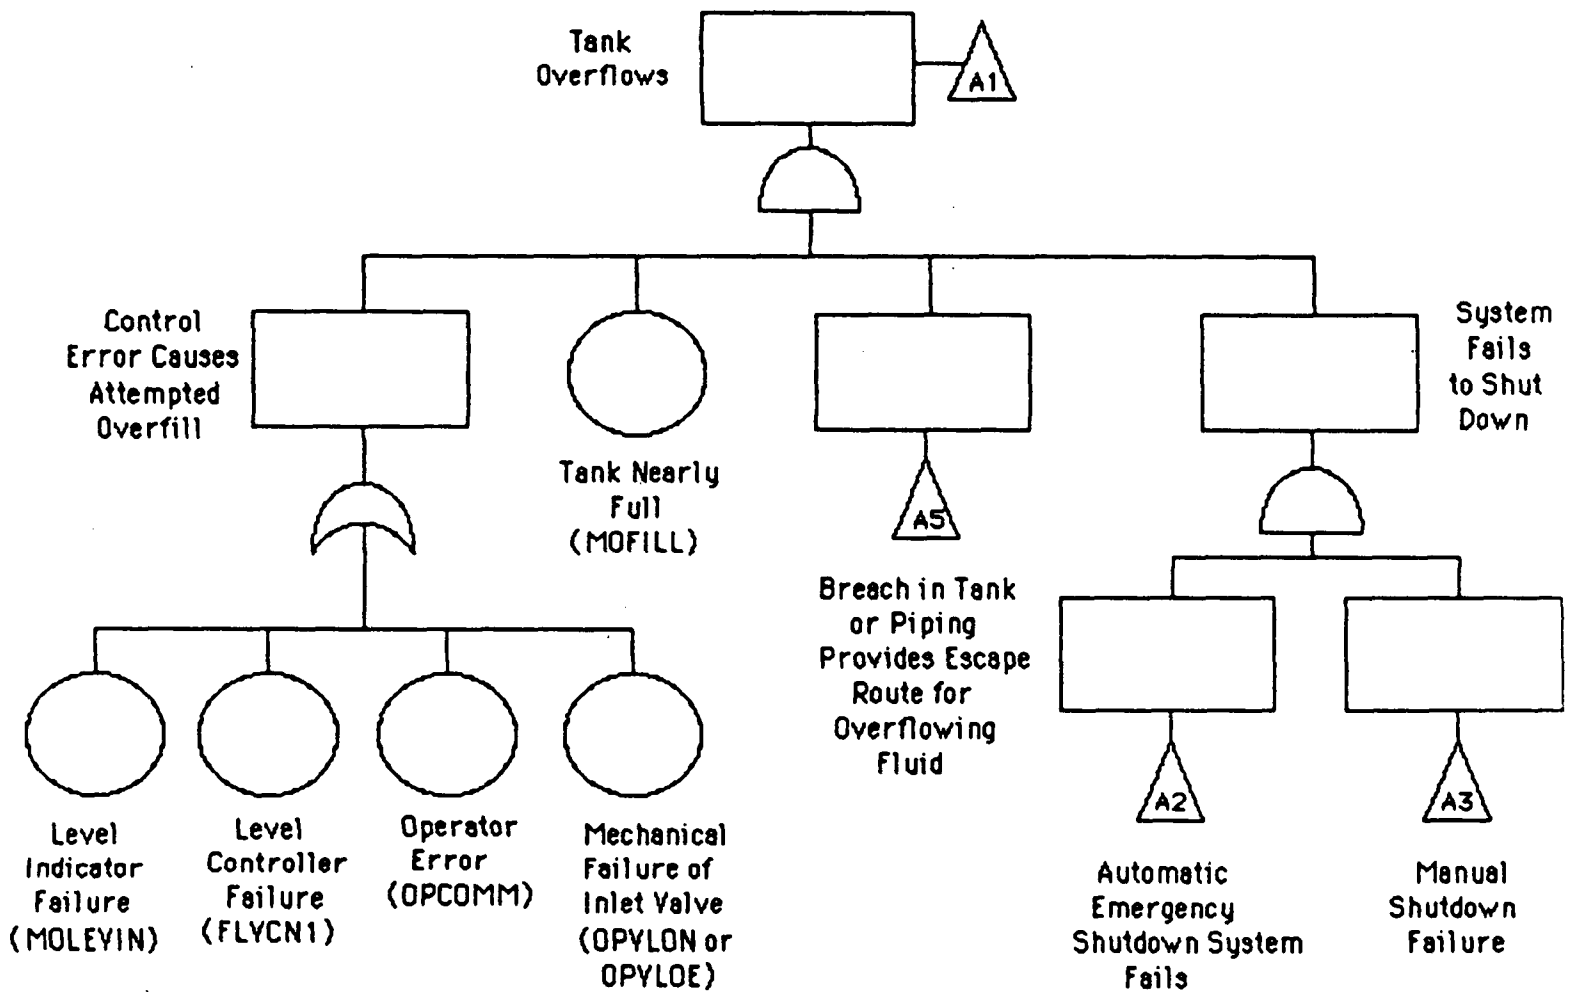 Tank
Overflows
A1
Control
Error Causes
Attempted
Overfill
Tank Nearly
Full
(MOFILL)
A5
Breach in Tank
or Piping
Provides Escape
Route for
Overflowing
Fluid
System
Fails
to Shut
Down
Level
Indicator
Failure
(MOLEVIN)
Level
Controller
Failure
(FLVCN1)
Operator
Error
(OPCOMM)
Mechanical
Failure of
Inlet Valve
(OPVLON or
OPVLOE)
A2
Automatic
Emergency
Shutdown System
Fails
A3
Manual
Shutdown
Failure